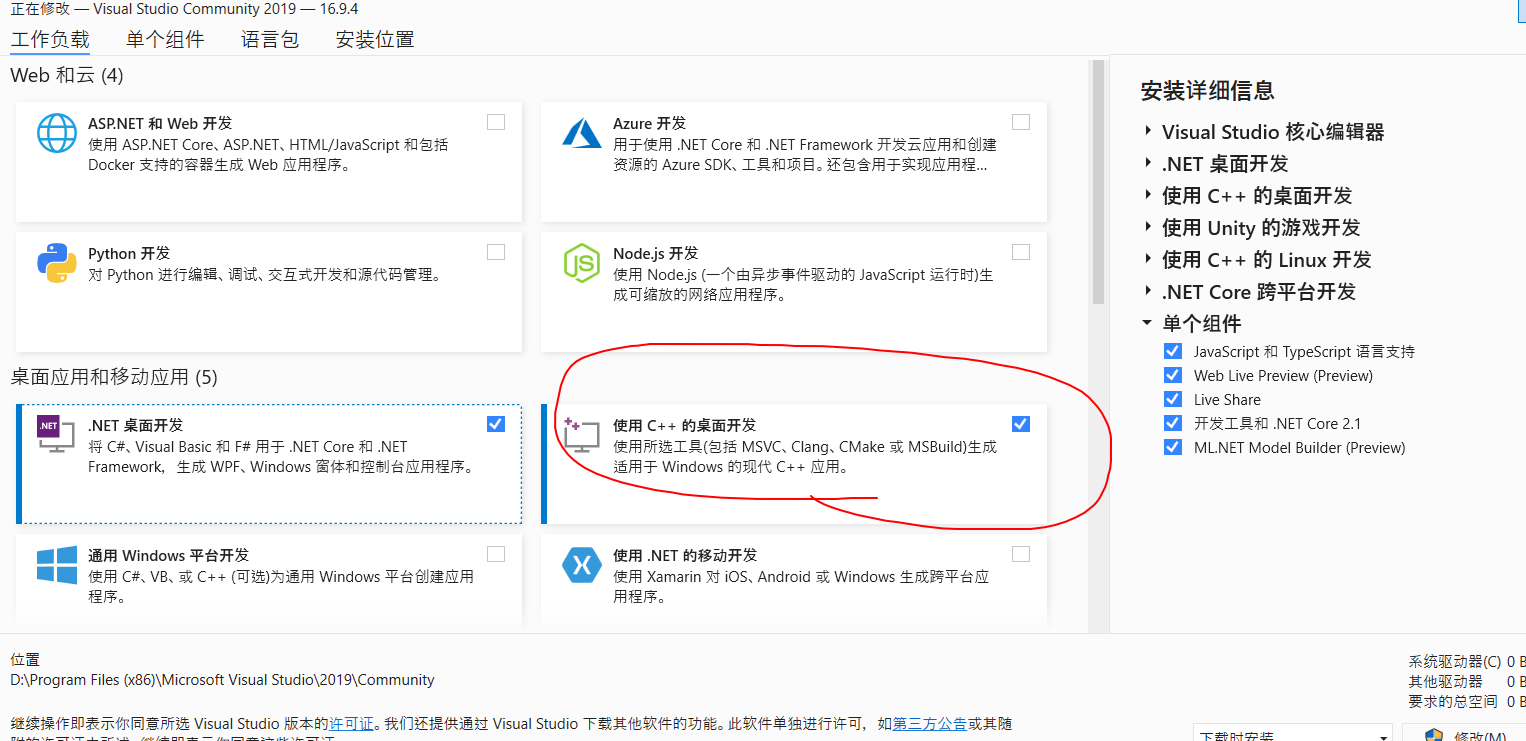 正在修改 — Visual Studio Community 2019 — 16.9.4
工作负载 单个组件 语言包 安装位置
Web 和云 (4)
ASP.NET 和 Web 开发
使用 ASP.NET Core、ASP.NET、HTML/JavaScript 和包括
Docker 支持的容器生成 Web 应用程序。
Azure 开发
用于使用 .NET Core 和 .NET Framework 开发云应用和创建
资源的 Azure SDK、工具和项目。还包含用于实现应用程...
Python 开发
对 Python 进行编辑、调试、交互式开发和源代码管理。
JS
Node.js 开发
使用 Node.js (一个由异步事件驱动的 JavaScript 运行时)生
成可缩放的网络应用程序。
桌面应用和移动应用 (5)
.NET
.NET 桌面开发
将 C#、Visual Basic 和 F# 用于 .NET Core 和 .NET
Framework，生成 WPF、Windows 窗体和控制台应用程序。
使用 C++ 的桌面开发
使用所选工具(包括 MSVC、Clang、CMake 或 MSBuild)生成
适用于 Windows 的现代 C++ 应用。
通用 Windows 平台开发
使用 C#、VB、或 C++ (可选)为通用 Windows 平台创建应用
程序。
使用 .NET 的移动开发
使用 Xamarin 对 iOS、Android 或 Windows 生成跨平台应
用程序。
安装详细信息
Visual Studio 核心编辑器
.NET 桌面开发
使用 C++ 的桌面开发
使用 Unity 的游戏开发
使用 C++ 的 Linux 开发
.NET Core 跨平台开发
单个组件
JavaScript 和 TypeScript 语言支持
Web Live Preview (Preview)
Live Share
开发工具和 .NET Core 2.1
ML.NET Model Builder (Preview)
位置
D:\Program Files (x86)\Microsoft Visual Studio\2019\Community
继续操作即表示你同意所选 Visual Studio 版本的许可证。我们还提供通过 Visual Studio 下载其他软件的功能。此软件单独进行许可，如第三方公告或其随
附的许可证中所述。继续即表示你同意这些许可证。
系统驱动器(C) 0 B
其他驱动器 0 B
要求的总空间 0 B
下载时安装
修改(M)